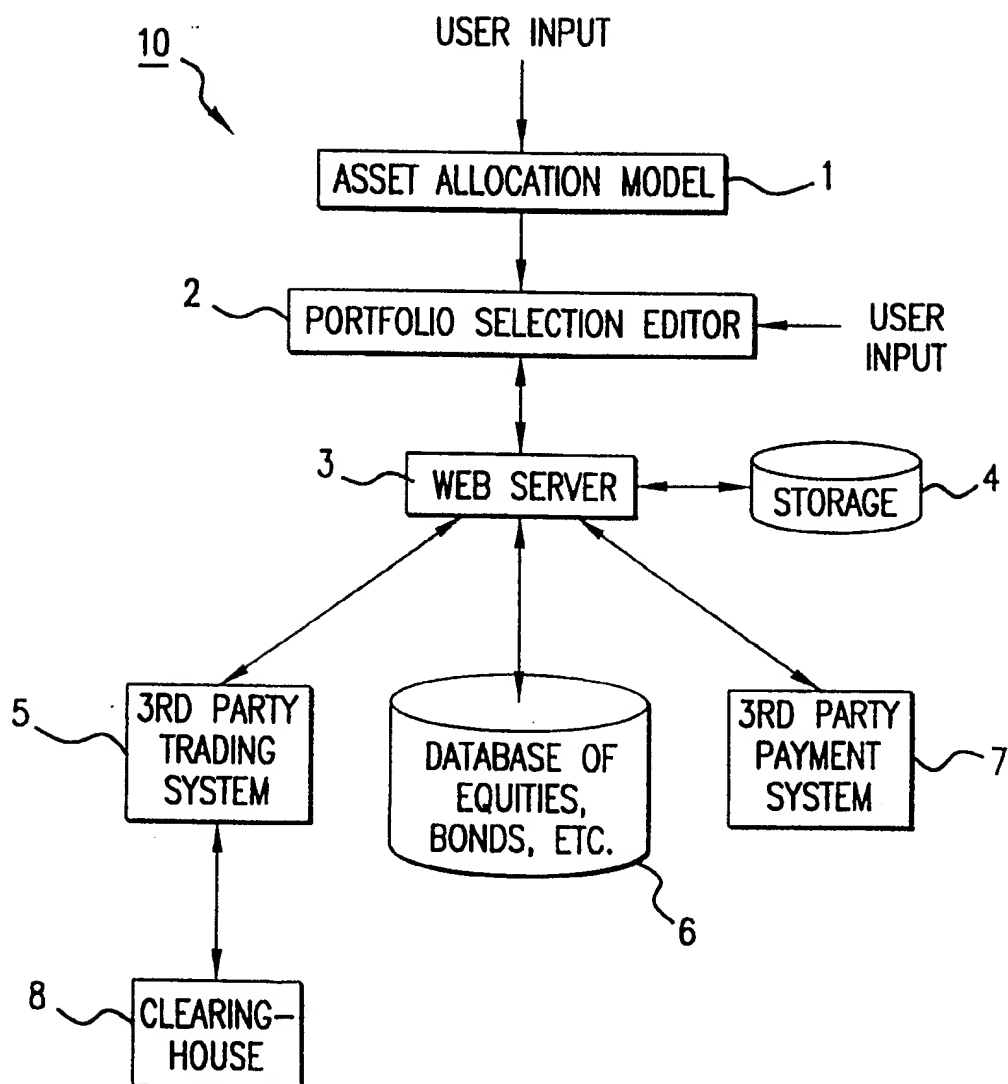 USER INPUT
10
ASSET ALLOCATION MODEL
1
2
PORTFOLIO SELECTION EDITOR
USER
INPUT
3
WEB SERVER
STORAGE
4
5
3RD PARTY
TRADING
SYSTEM
DATABASE OF
EQUITIES,
BONDS, ETC.
3RD PARTY
PAYMENT
SYSTEM
7
6
8
CLEARING-
HOUSE